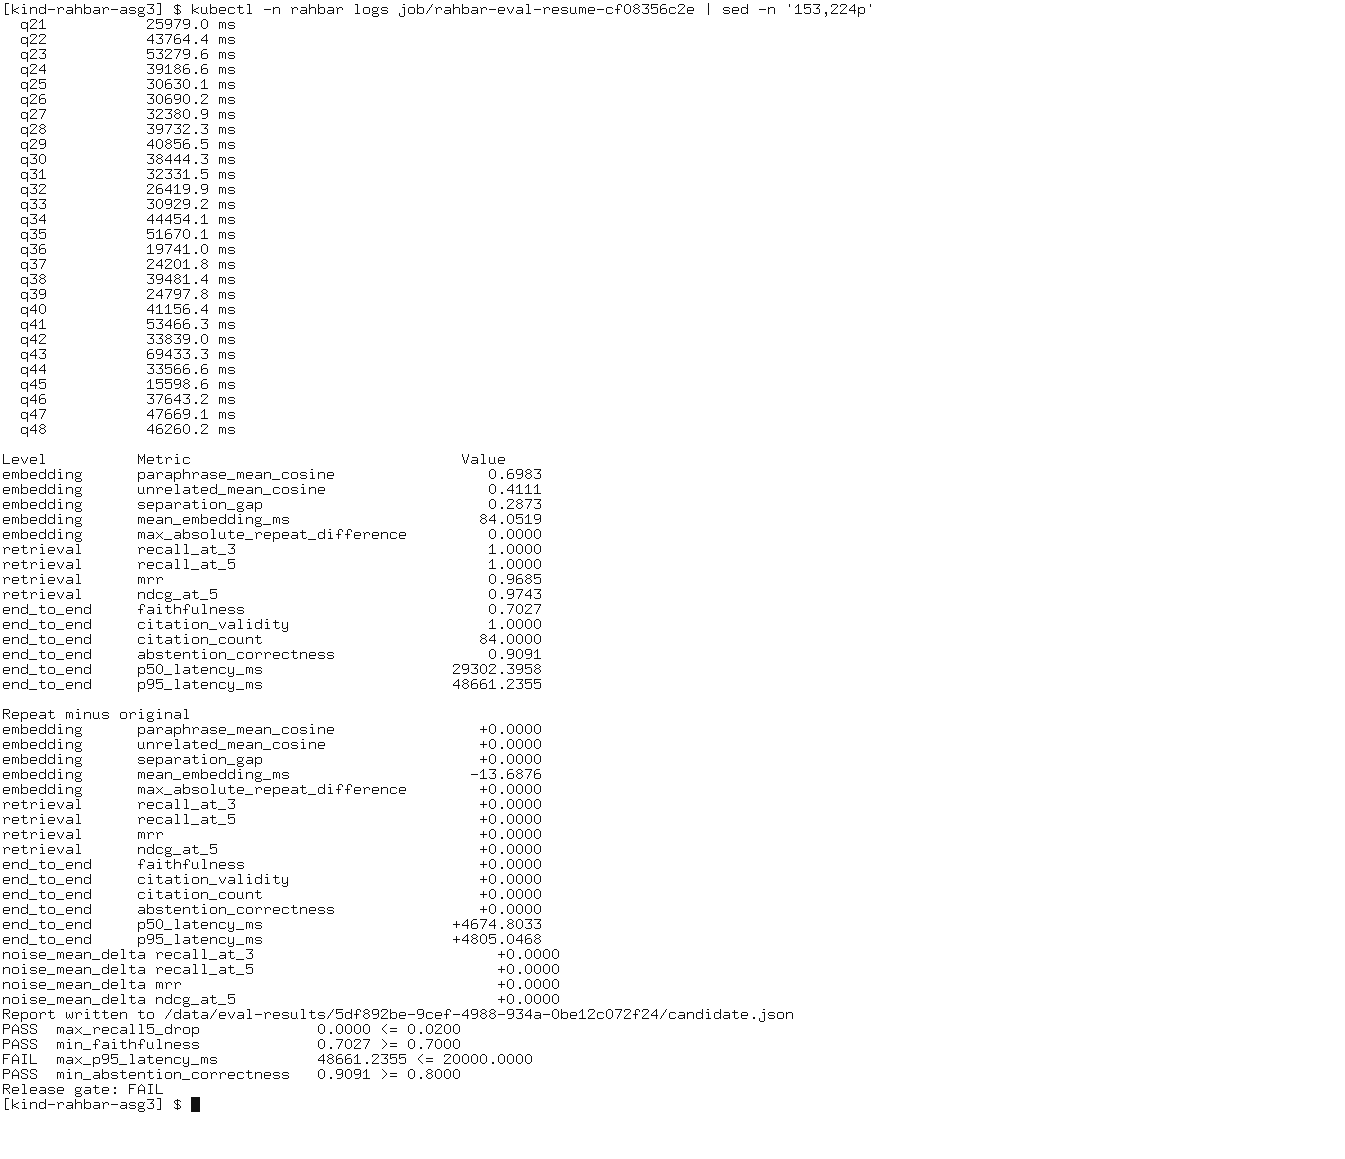 [kind-rahbar-asg3] $ kubectl -n rahbar logs job/rahbar-eval-resume-cf08356c2e | sed -n '153,224p'
  q21           25979.0 ms
  q22           43764.4 ms
  q23           53279.6 ms
  q24           39186.6 ms
  q25           30630.1 ms
  q26           30690.2 ms
  q27           32380.9 ms
  q28           39732.3 ms
  q29           40856.5 ms
  q30           38444.3 ms
  q31           32331.5 ms
  q32           26419.9 ms
  q33           30929.2 ms
  q34           44454.1 ms
  q35           51670.1 ms
  q36           19741.0 ms
  q37           24201.8 ms
  q38           39481.4 ms
  q39           24797.8 ms
  q40           41156.4 ms
  q41           53466.3 ms
  q42           33839.0 ms
  q43           69433.3 ms
  q44           33566.6 ms
  q45           15598.6 ms
  q46           37643.2 ms
  q47           47669.1 ms
  q48           46260.2 ms

Level          Metric                              Value
embedding      paraphrase_mean_cosine                 0.6983
embedding      unrelated_mean_cosine                  0.4111
embedding      separation_gap                         0.2873
embedding      mean_embedding_ms                     84.0519
embedding      max_absolute_repeat_difference         0.0000
retrieval      recall_at_3                            1.0000
retrieval      recall_at_5                            1.0000
retrieval      mrr                                    0.9685
retrieval      ndcg_at_5                              0.9743
end_to_end     faithfulness                           0.7027
end_to_end     citation_validity                      1.0000
end_to_end     citation_count                        84.0000
end_to_end     abstention_correctness                 0.9091
end_to_end     p50_latency_ms                     29302.3958
end_to_end     p95_latency_ms                     48661.2355

Repeat minus original
embedding      paraphrase_mean_cosine                +0.0000
embedding      unrelated_mean_cosine                 +0.0000
embedding      separation_gap                        +0.0000
embedding      mean_embedding_ms                    -13.6876
embedding      max_absolute_repeat_difference        +0.0000
retrieval      recall_at_3                           +0.0000
retrieval      recall_at_5                           +0.0000
retrieval      mrr                                   +0.0000
retrieval      ndcg_at_5                             +0.0000
end_to_end     faithfulness                          +0.0000
end_to_end     citation_validity                     +0.0000
end_to_end     citation_count                        +0.0000
end_to_end     abstention_correctness                +0.0000
end_to_end     p50_latency_ms                     +4674.8033
end_to_end     p95_latency_ms                     +4805.0468
noise_mean_delta recall_at_3                           +0.0000
noise_mean_delta recall_at_5                           +0.0000
noise_mean_delta mrr                                   +0.0000
noise_mean_delta ndcg_at_5                             +0.0000
Report written to /data/eval-results/5df892be-9cef-4988-934a-0be12c072f24/candidate.json
PASS  max_recall5_drop             0.0000 <= 0.0200
PASS  min_faithfulness             0.7027 >= 0.7000
FAIL  max_p95_latency_ms           48661.2355 <= 20000.0000
PASS  min_abstention_correctness   0.9091 >= 0.8000
Release gate: FAIL
[kind-rahbar-asg3] $